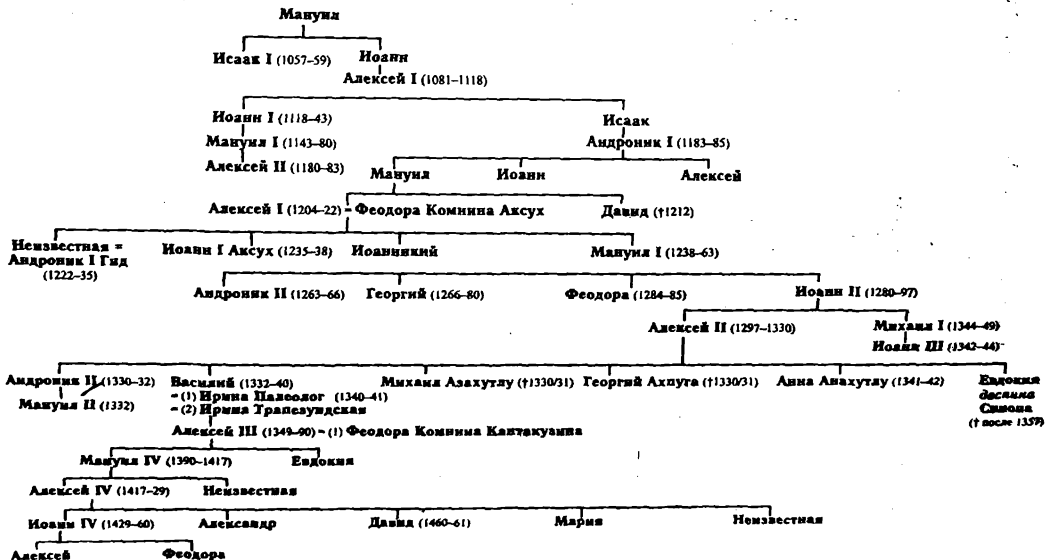 Мануил
Исаак I (1057–59) Иоанн
Алексей I (1081–1118)
Иоанн I (1118–43) Исаак
Мануил I (1143–80) Андроник I (1183–85)
Алексей II (1180–83) Мануил Иоанн Алексей
Алексей I (1204–22) = Феодора Комнина Аксух Давид (†1212)
Неизвестная = Иоанн I Аксух (1235–38) Иоанникий Мануил I (1238–63)
Андроник I Гид
(1222–35)
Андроник II (1263–66) Георгий (1266–80) Феодора (1284–85) Иоанн II (1280–97)
Алексей II (1297–1330) Михаил I (1344–49)
Иоанн III (1342–44)
Андроник II (1330–32) Василий (1332–40) Михаил Азахутлу (†1330/31) Георгий Ахпуга (†1330/31) Анна Анахутлу (1341–42) Евдокия
Мануил II (1332) = (1) Ирина Палеолог (1340–41) деспина
= (2) Ирина Трапезундская Синопа
(† после 1357)
Алексей III (1349–90) = (1) Феодора Комнина Кантакузина
Мануил IV (1390–1417) Евдокия
Алексей IV (1417–29) Неизвестная
Иоанн IV (1429–60) Александр Давид (1460–61) Мария Неизвестная
Алексей Феодора